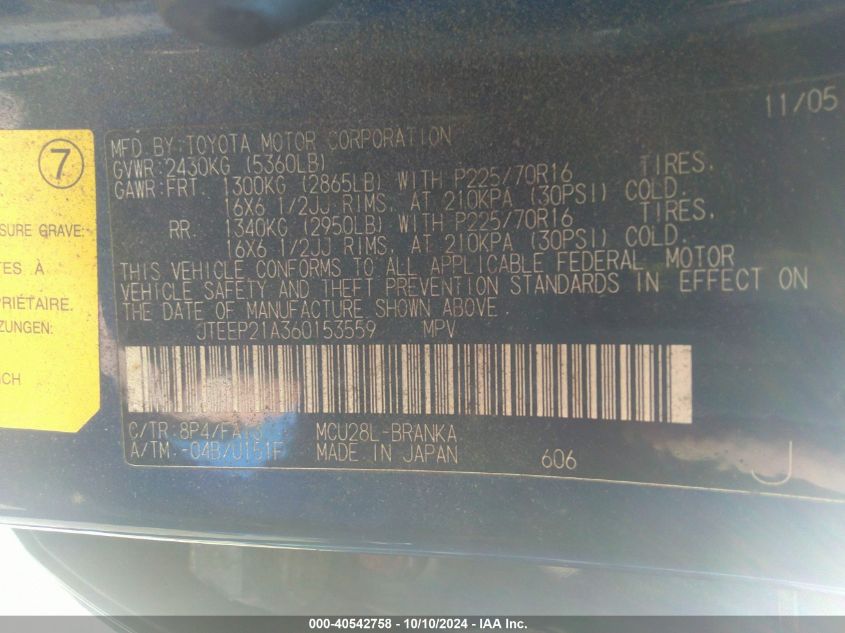 11/05
7
MFD BY:TOYOTA MOTOR CORPORATION
GVWR:2430KG (5360LB)
GAWR:FRT. 1300KG (2865LB) WITH P225/70R16 TIRES,
16X6 1/2JJ RIMS, AT 210KPA (30PSI) COLD.
RR. 1340KG (2950LB) WITH P225/70R16 TIRES,
16X6 1/2JJ RIMS, AT 210KPA (30PSI) COLD.
THIS VEHICLE CONFORMS TO ALL APPLICABLE FEDERAL MOTOR
VEHICLE SAFETY AND THEFT PREVENTION STANDARDS IN EFFECT ON
THE DATE OF MANUFACTURE SHOWN ABOVE.
JTEEP21A360153559 MPV
SURE GRAVE
TES À
PRIÉTAIRE.
ZUNGEN:
CH
C/TR:8P4/ MCU28L-BRANKA
A/TM:-04B/U151F MADE IN JAPAN 606 J
000-40542758 - 10/10/2024 - IAA Inc.